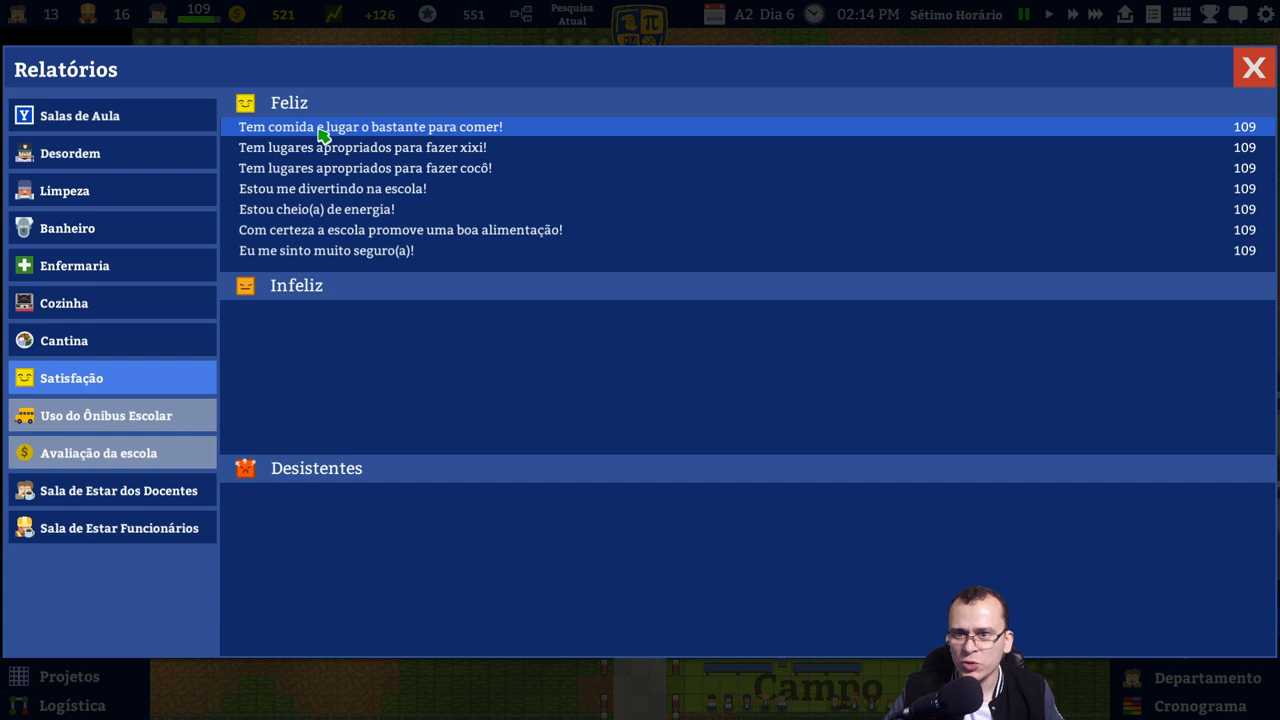 13
16
109
521
+126
551
Pesquisa
Atual
A2 Dia 6
02:14 PM
Sétimo Horário
Relatórios
Salas de Aula
Desordem
Limpeza
Banheiro
Enfermaria
Cozinha
Cantina
Satisfação
Uso do Ônibus Escolar
Avaliação da escola
Sala de Estar dos Docentes
Sala de Estar Funcionários
Feliz
Tem comida e lugar o bastante para comer! 109
Tem lugares apropriados para fazer xixi! 109
Tem lugares apropriados para fazer cocô! 109
Estou me divertindo na escola! 109
Estou cheio(a) de energia! 109
Com certeza a escola promove uma boa alimentação! 109
Eu me sinto muito seguro(a)! 109
Infeliz
Desistentes
Projetos
Logística
Campo
Departamento
Cronograma